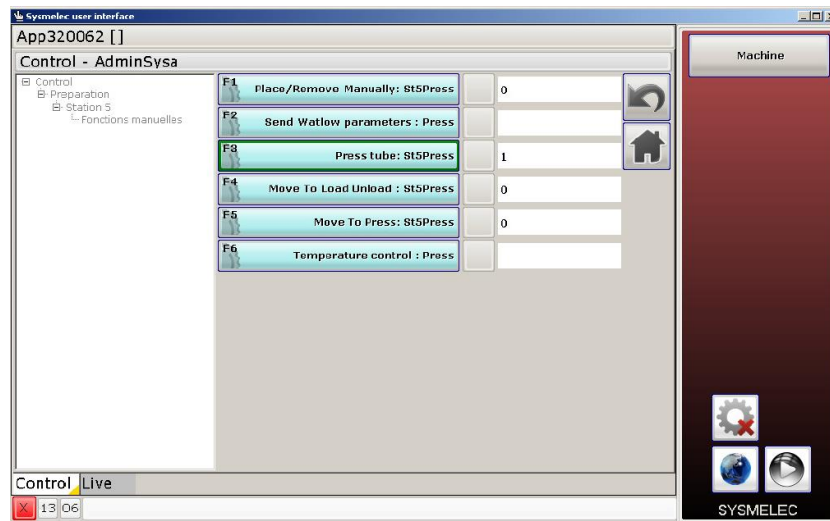 Sysmelec user interface
App320062 []
Control - AdminSysa
Machine
Control
Preparation
Station 5
Fonctions manuelles
F1 Place/Remove Manually: St5Press 0
F2 Send Watlow parameters : Press
F3 Press tube: St5Press 1
F4 Move To Load Unload : St5Press 0
F5 Move To Press: St5Press 0
F6 Temperature control : Press
Control Live
X 13 06
SYSMELEC